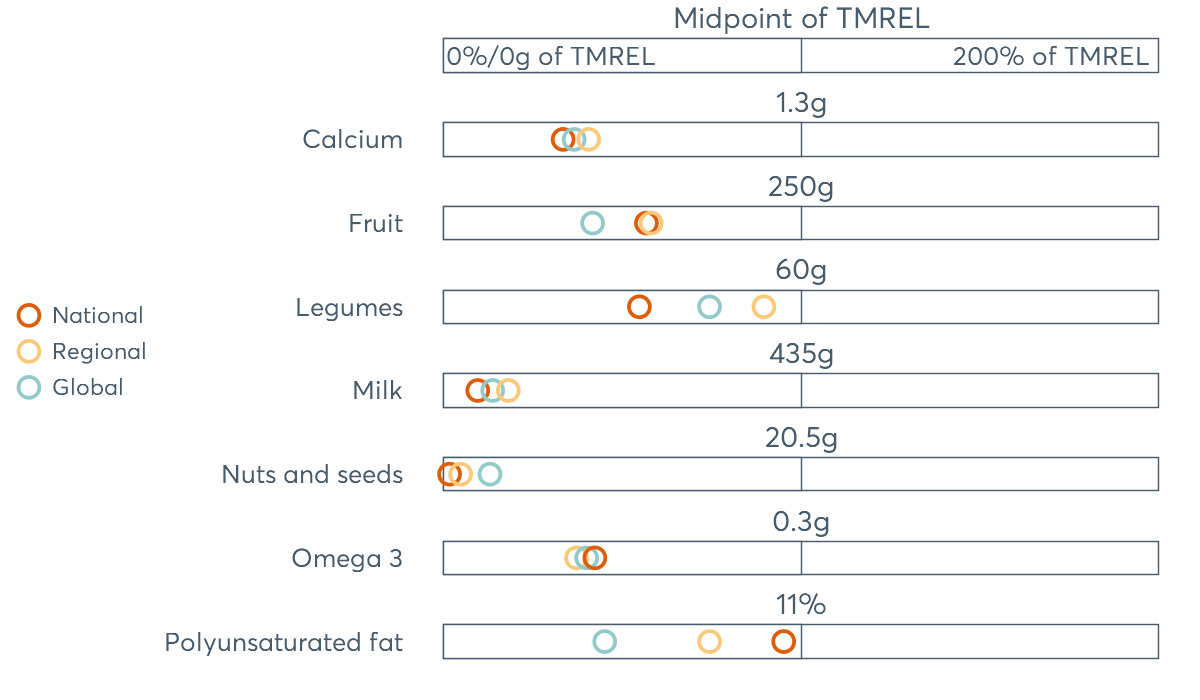 Midpoint of TMREL
0%/0g of TMREL
200% of TMREL
1.3g
Calcium
250g
Fruit
60g
Legumes
435g
Milk
20.5g
Nuts and seeds
0.3g
Omega 3
11%
Polyunsaturated fat
National
Regional
Global